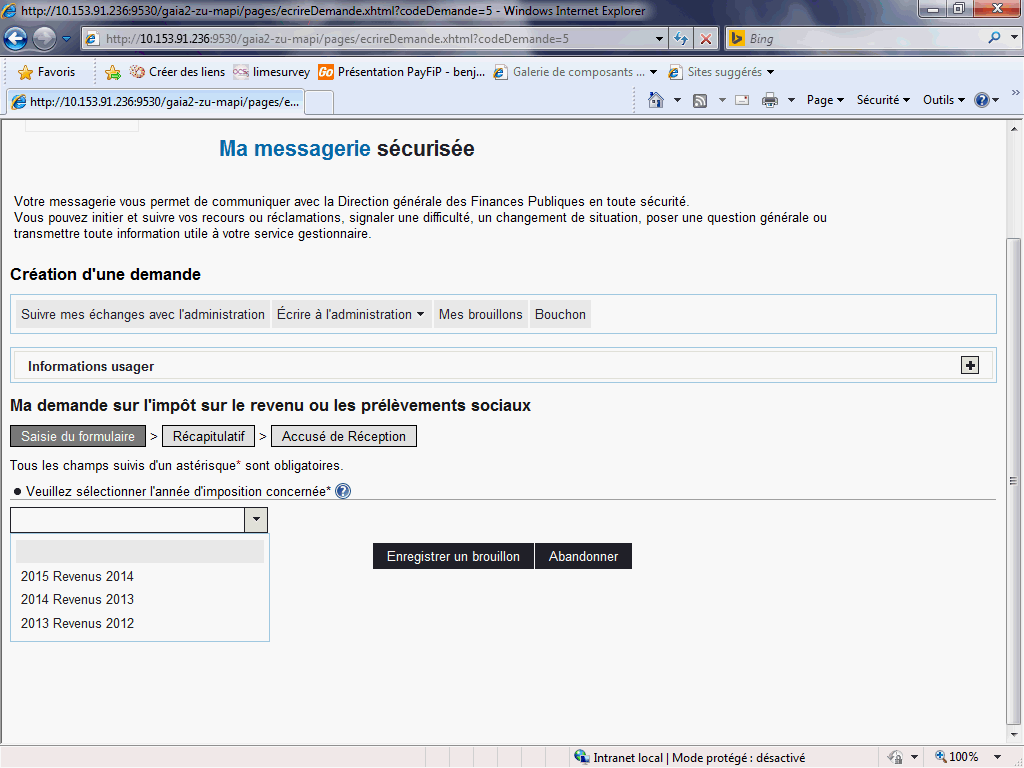 http://10.153.91.236:9530/gaia2-zu-mapi/pages/ecrireDemande.xhtml?codeDemande=5 - Windows Internet Explorer
http://10.153.91.236:9530/gaia2-zu-mapi/pages/ecrireDemande.xhtml?codeDemande=5
Bing
Favoris Créer des liens limesurvey Go Présentation PayFiP - benj... Galerie de composants ... Sites suggérés
http://10.153.91.236:9530/gaia2-zu-mapi/pages/e... Page Sécurité Outils »
Ma messagerie sécurisée
Votre messagerie vous permet de communiquer avec la Direction générale des Finances Publiques en toute sécurité.
Vous pouvez initier et suivre vos recours ou réclamations, signaler une difficulté, un changement de situation, poser une question générale ou
transmettre toute information utile à votre service gestionnaire.
Création d'une demande
Suivre mes échanges avec l'administration Écrire à l'administration Mes brouillons Bouchon
Informations usager
Ma demande sur l'impôt sur le revenu ou les prélèvements sociaux
Saisie du formulaire > Récapitulatif > Accusé de Réception
Tous les champs suivis d'un astérisque* sont obligatoires.
● Veuillez sélectionner l'année d'imposition concernée* ?
Enregistrer un brouillon Abandonner
2015 Revenus 2014
2014 Revenus 2013
2013 Revenus 2012
Intranet local | Mode protégé : désactivé 100%